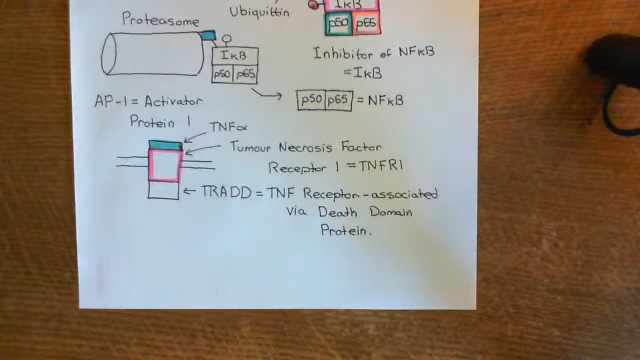 Proteasome
Ubiquitin
IκB
p50 p65
IκB
p50 p65
Inhibitor of NFκB
= IκB
p50 p65 = NFκB
AP-1 = Activator
Protein 1
TNFα
Tumour Necrosis Factor
Receptor 1 = TNFR1
TRADD = TNF Receptor-associated
via Death Domain
Protein.